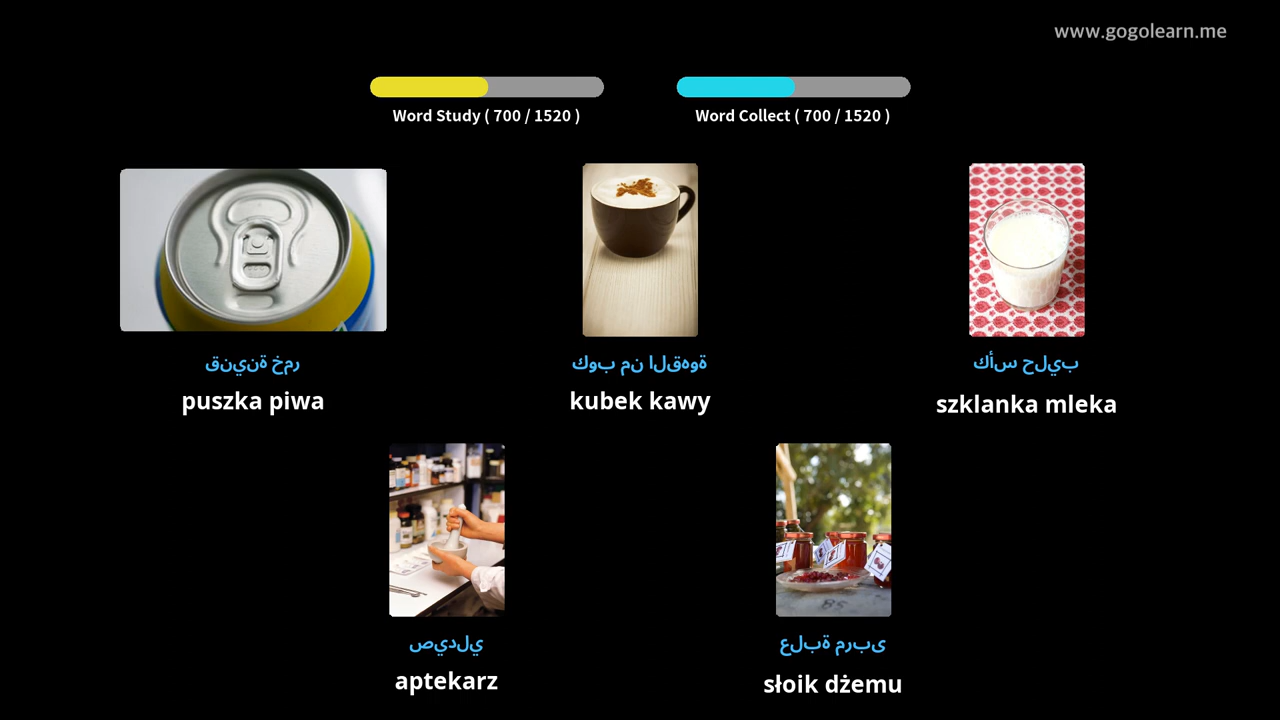 www.gogolearn.me
Word Study ( 700 / 1520 )
Word Collect ( 700 / 1520 )
قنينة خمر
puszka piwa
كوب من القهوة
kubek kawy
كأس حليب
szklanka mleka
صيدلي
aptekarz
علبة مربى
słoik dżemu